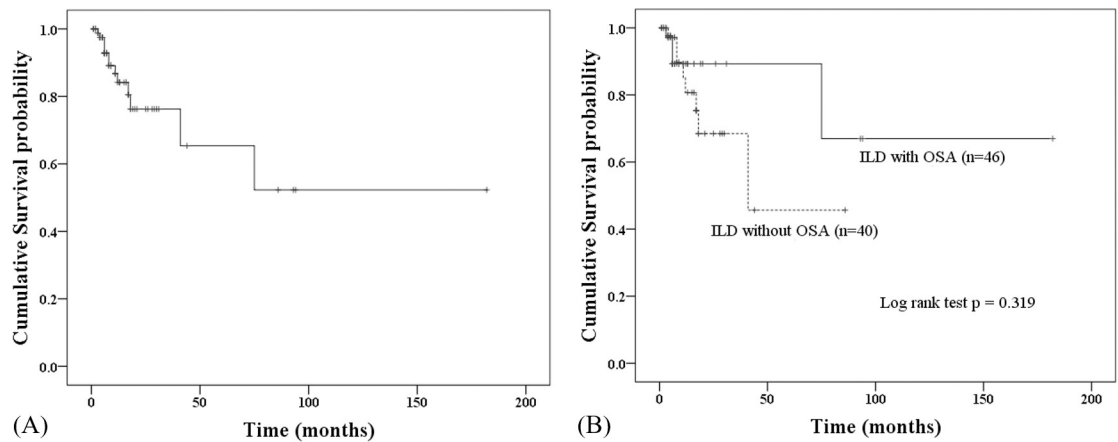 Cumulative Survival probability
1.0
0.8
0.6
0.4
0.2
0.0
0
50
100
150
200
Time (months)
(A)
Cumulative Survival probability
1.0
0.8
0.6
0.4
0.2
0.0
ILD with OSA (n=46)
ILD without OSA (n=40)
Log rank test p = 0.319
0
50
100
150
200
Time (months)
(B)